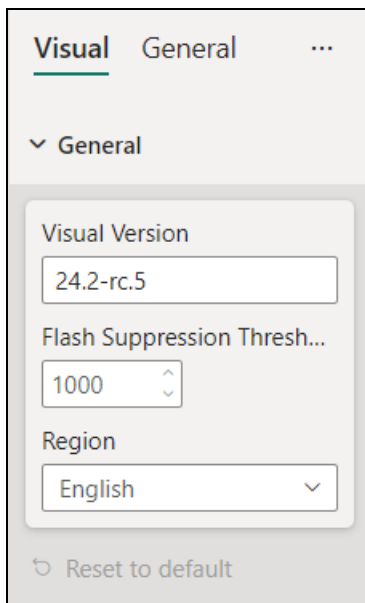 Visual General ...
General
Visual Version
24.2-rc.5
Flash Suppression Thresh...
1000
Region
English
Reset to default